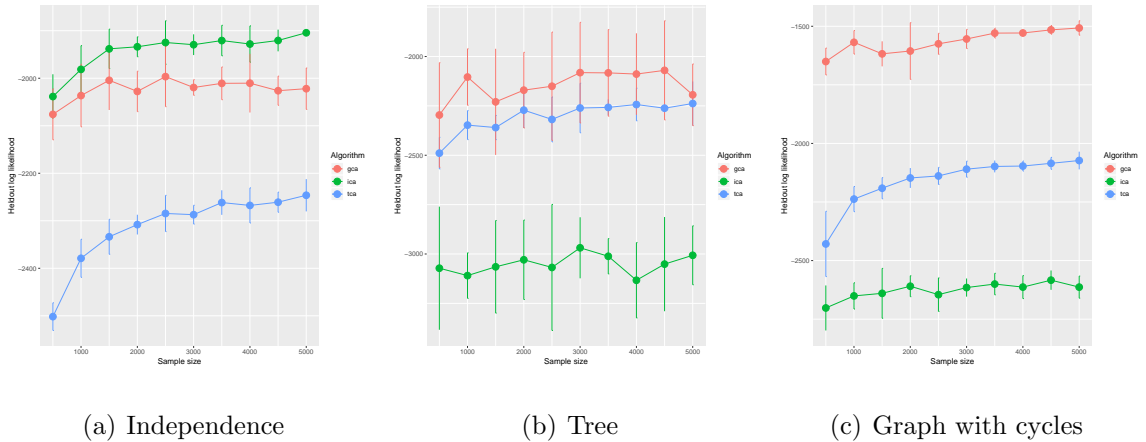 −2000
−2200
−2400
Heldout log likelihood
1000
2000
3000
4000
5000
Sample size
Algorithm
gca
ica
tca
(a) Independence
−2000
−2500
−3000
Heldout log likelihood
1000
2000
3000
4000
5000
Sample size
Algorithm
gca
ica
tca
(b) Tree
−1500
−2000
−2500
Heldout log likelihood
1000
2000
3000
4000
5000
Sample size
Algorithm
gca
ica
tca
(c) Graph with cycles